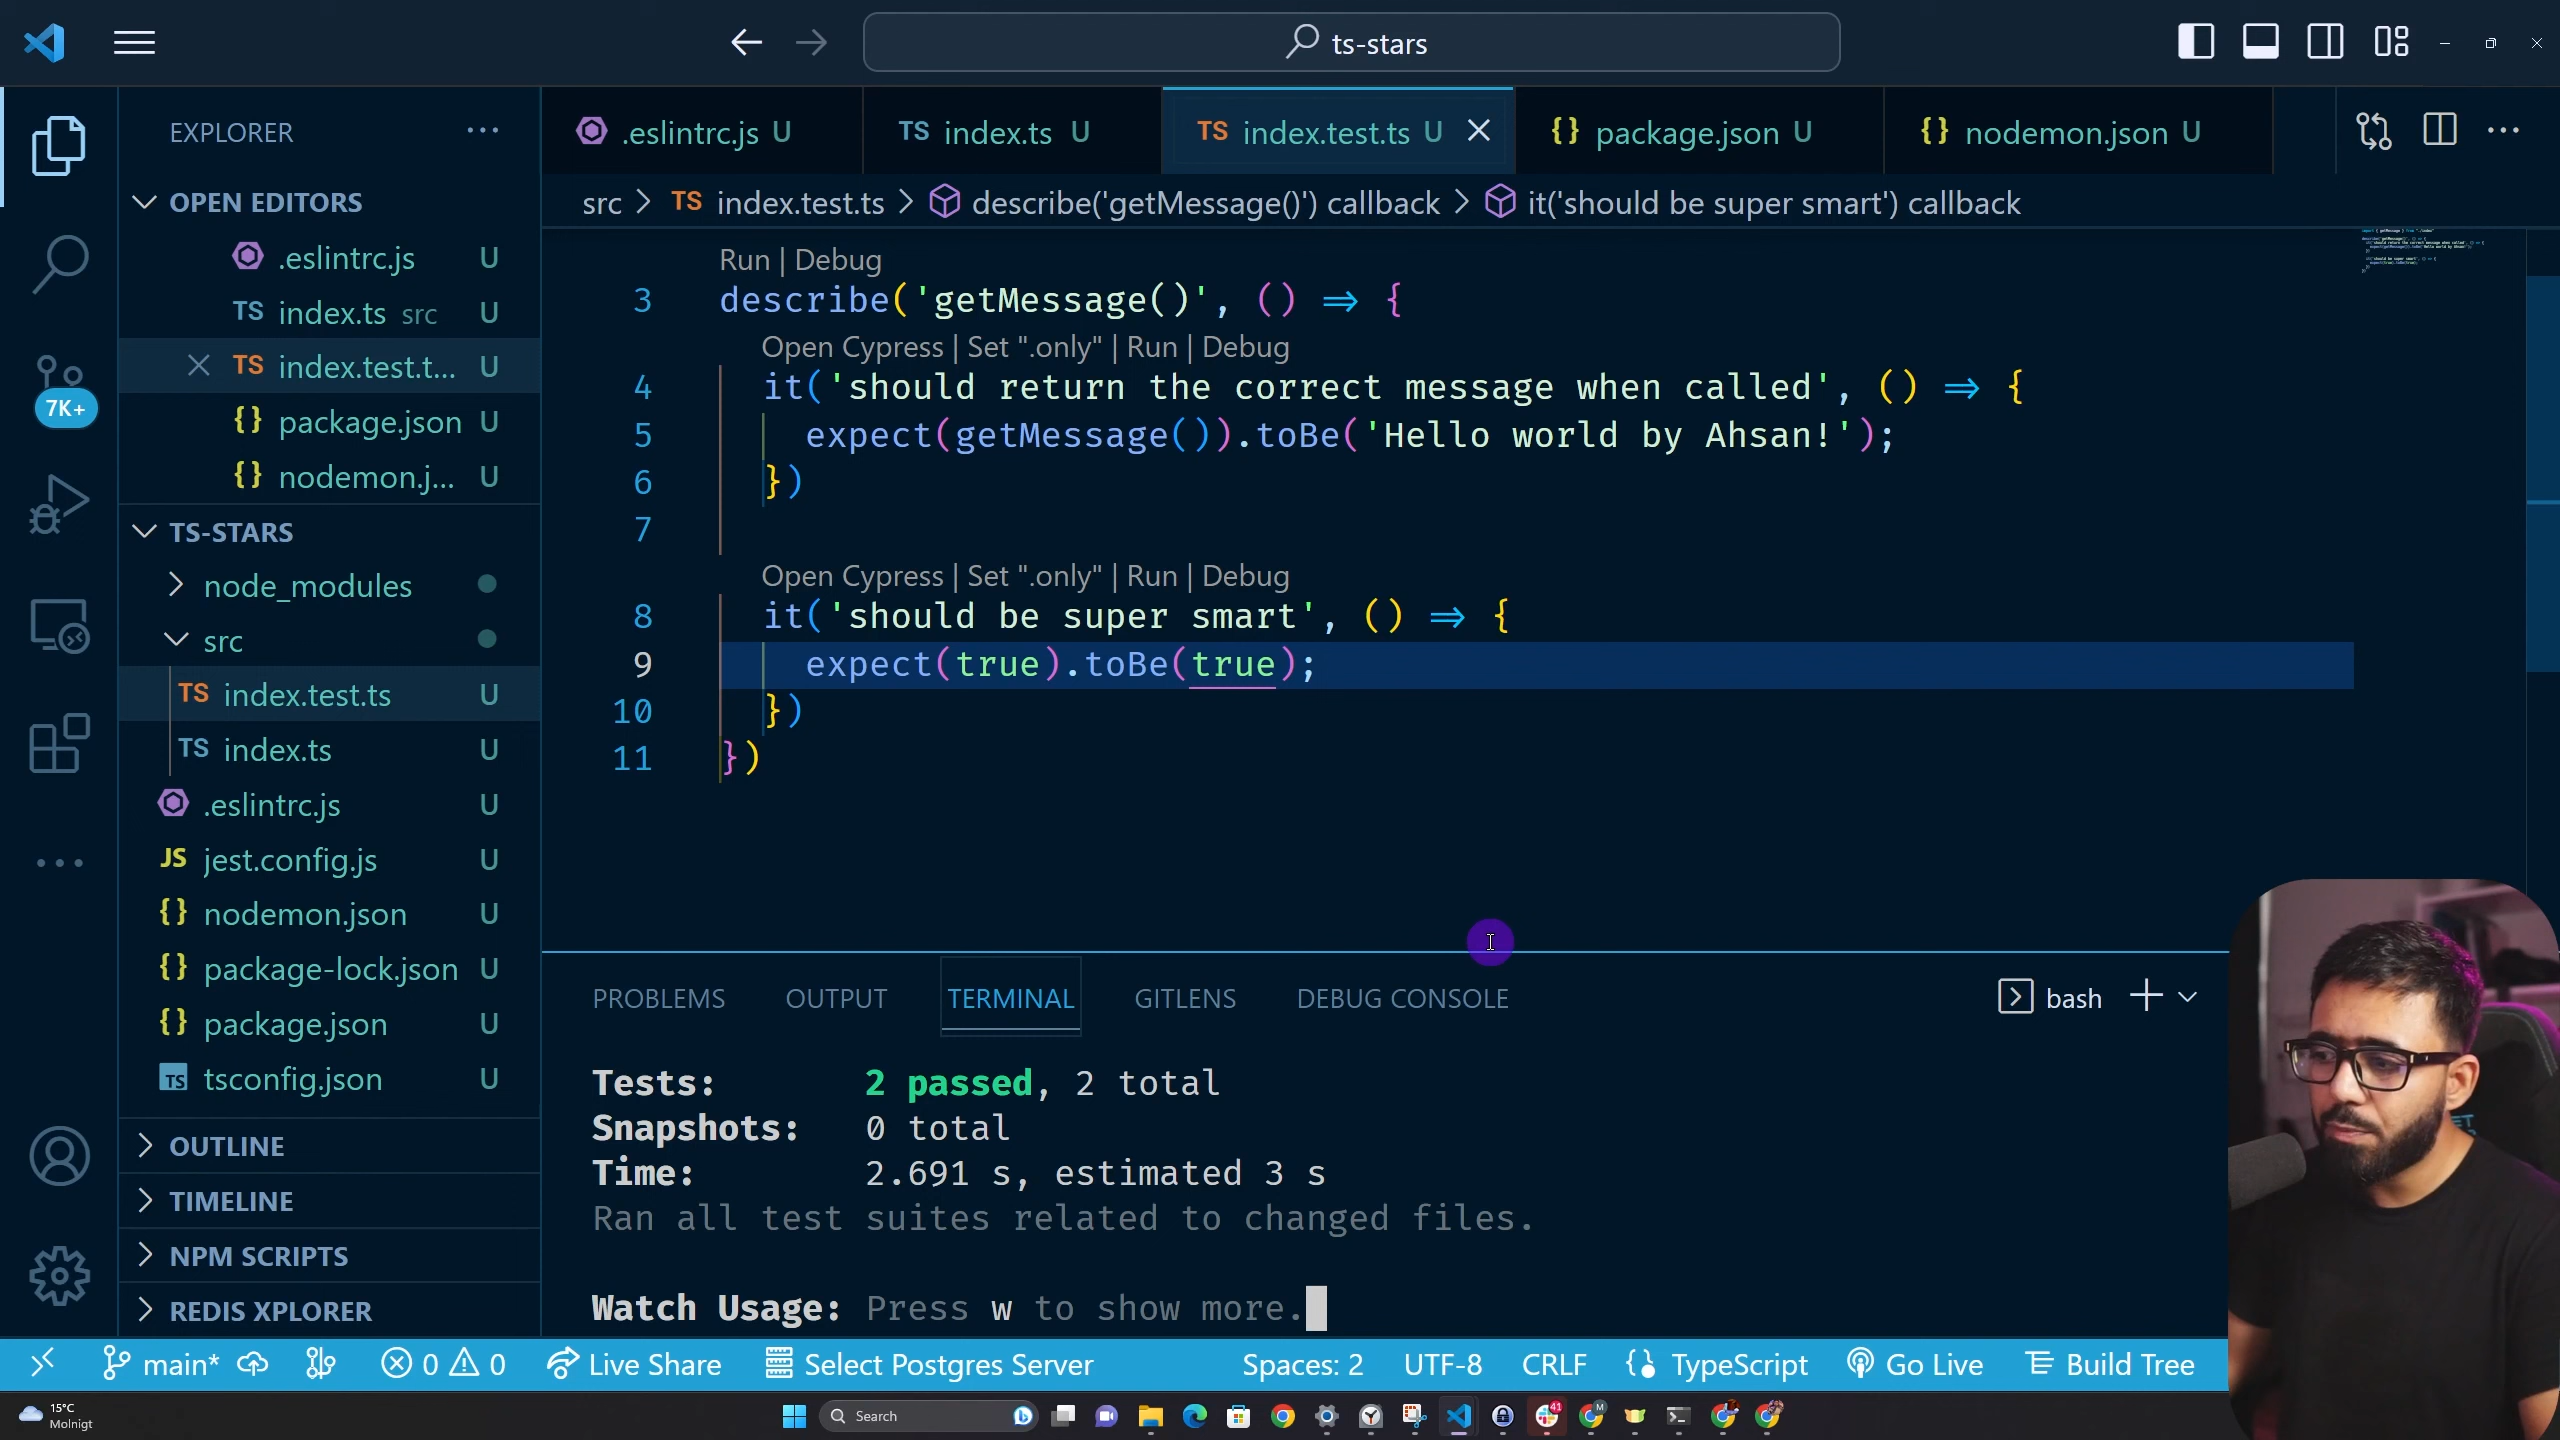 ts-stars
EXPLORER
OPEN EDITORS
.eslintrc.js U
TS index.ts src U
TS index.test.t... U
{} package.json U
{} nodemon.j... U
TS-STARS
node_modules
src
TS index.test.ts U
TS index.ts U
.eslintrc.js U
JS jest.config.js U
{} nodemon.json U
{} package-lock.json U
{} package.json U
TS tsconfig.json U
OUTLINE
TIMELINE
NPM SCRIPTS
REDIS XPLORER
7K+
.eslintrc.js U
TS index.ts U
TS index.test.ts U
{} package.json U
{} nodemon.json U
src > TS index.test.ts > describe('getMessage()') callback > it('should be super smart') callback
Run | Debug
3 describe('getMessage()', () => {
Open Cypress | Set ".only" | Run | Debug
4 it('should return the correct message when called', () => {
5 expect(getMessage()).toBe('Hello world by Ahsan!');
6 })
7
Open Cypress | Set ".only" | Run | Debug
8 it('should be super smart', () => {
9 expect(true).toBe(true);
10 })
11 })
PROBLEMS OUTPUT TERMINAL GITLENS DEBUG CONSOLE
bash
Tests: 2 passed, 2 total
Snapshots: 0 total
Time: 2.691 s, estimated 3 s
Ran all test suites related to changed files.
Watch Usage: Press w to show more.
main* 0 0 Live Share Select Postgres Server Spaces: 2 UTF-8 CRLF {} TypeScript Go Live Build Tree
15°C
Molnigt
Search
41
M